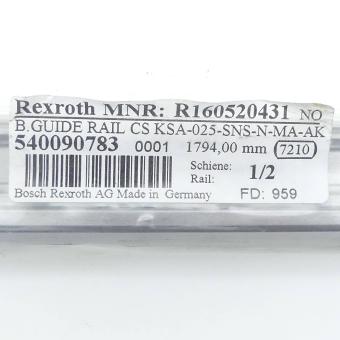 Rexroth MNR: R160520431 NO
B.GUIDE RAIL CS KSA-025-SNS-N-MA-AK
540090783 0001 1794,00 mm 7210
Schiene:
Rail: 1/2
Bosch Rexroth AG Made in Germany FD: 959